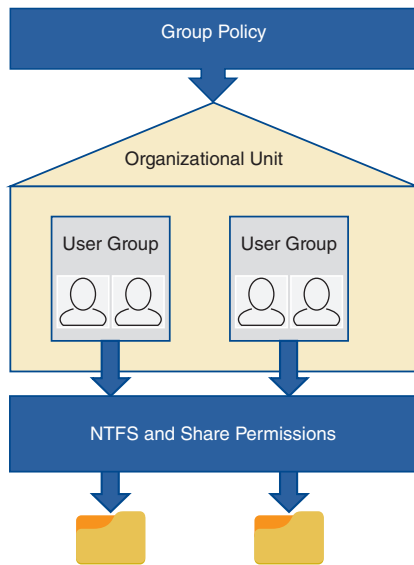 Group Policy
Organizational Unit
User Group
User Group
NTFS and Share Permissions